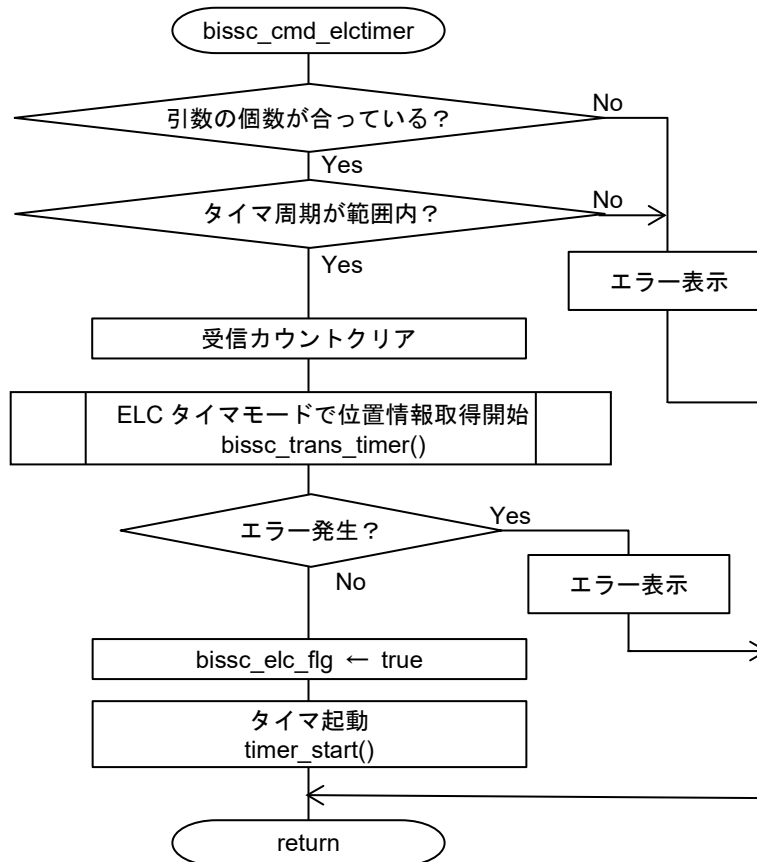 bissc_cmd_elctimer
引数の個数が合っている？
No
Yes
タイマ周期が範囲内？
No
Yes
エラー表示
受信カウントクリア
ELC タイマモードで位置情報取得開始
bissc_trans_timer()
エラー発生？
Yes
No
エラー表示
bissc_elc_flg ← true
タイマ起動
timer_start()
return